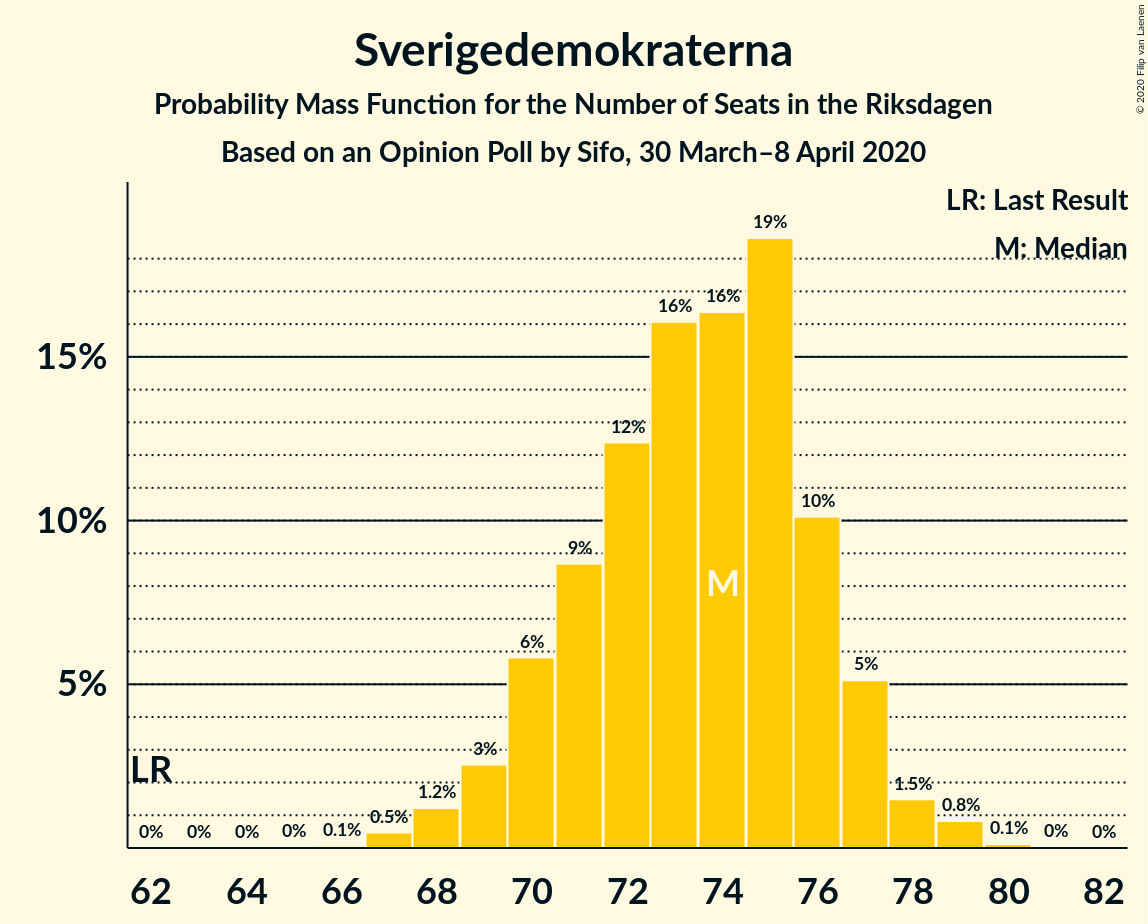 Sverigedemokraterna
Probability Mass Function for the Number of Seats in the Riksdagen
Based on an Opinion Poll by Sifo, 30 March–8 April 2020
© 2020 Filip van Laenen
LR: Last Result
M: Median
19%
16%
16%
15%
12%
10%
10%
9%
M
6%
5%
5%
3%
LR
1.2%
1.5%
0.8%
0.5%
0%
0%
0%
0%
0.1%
0.1%
0%
0%
62 64 66 68 70 72 74 76 78 80 82